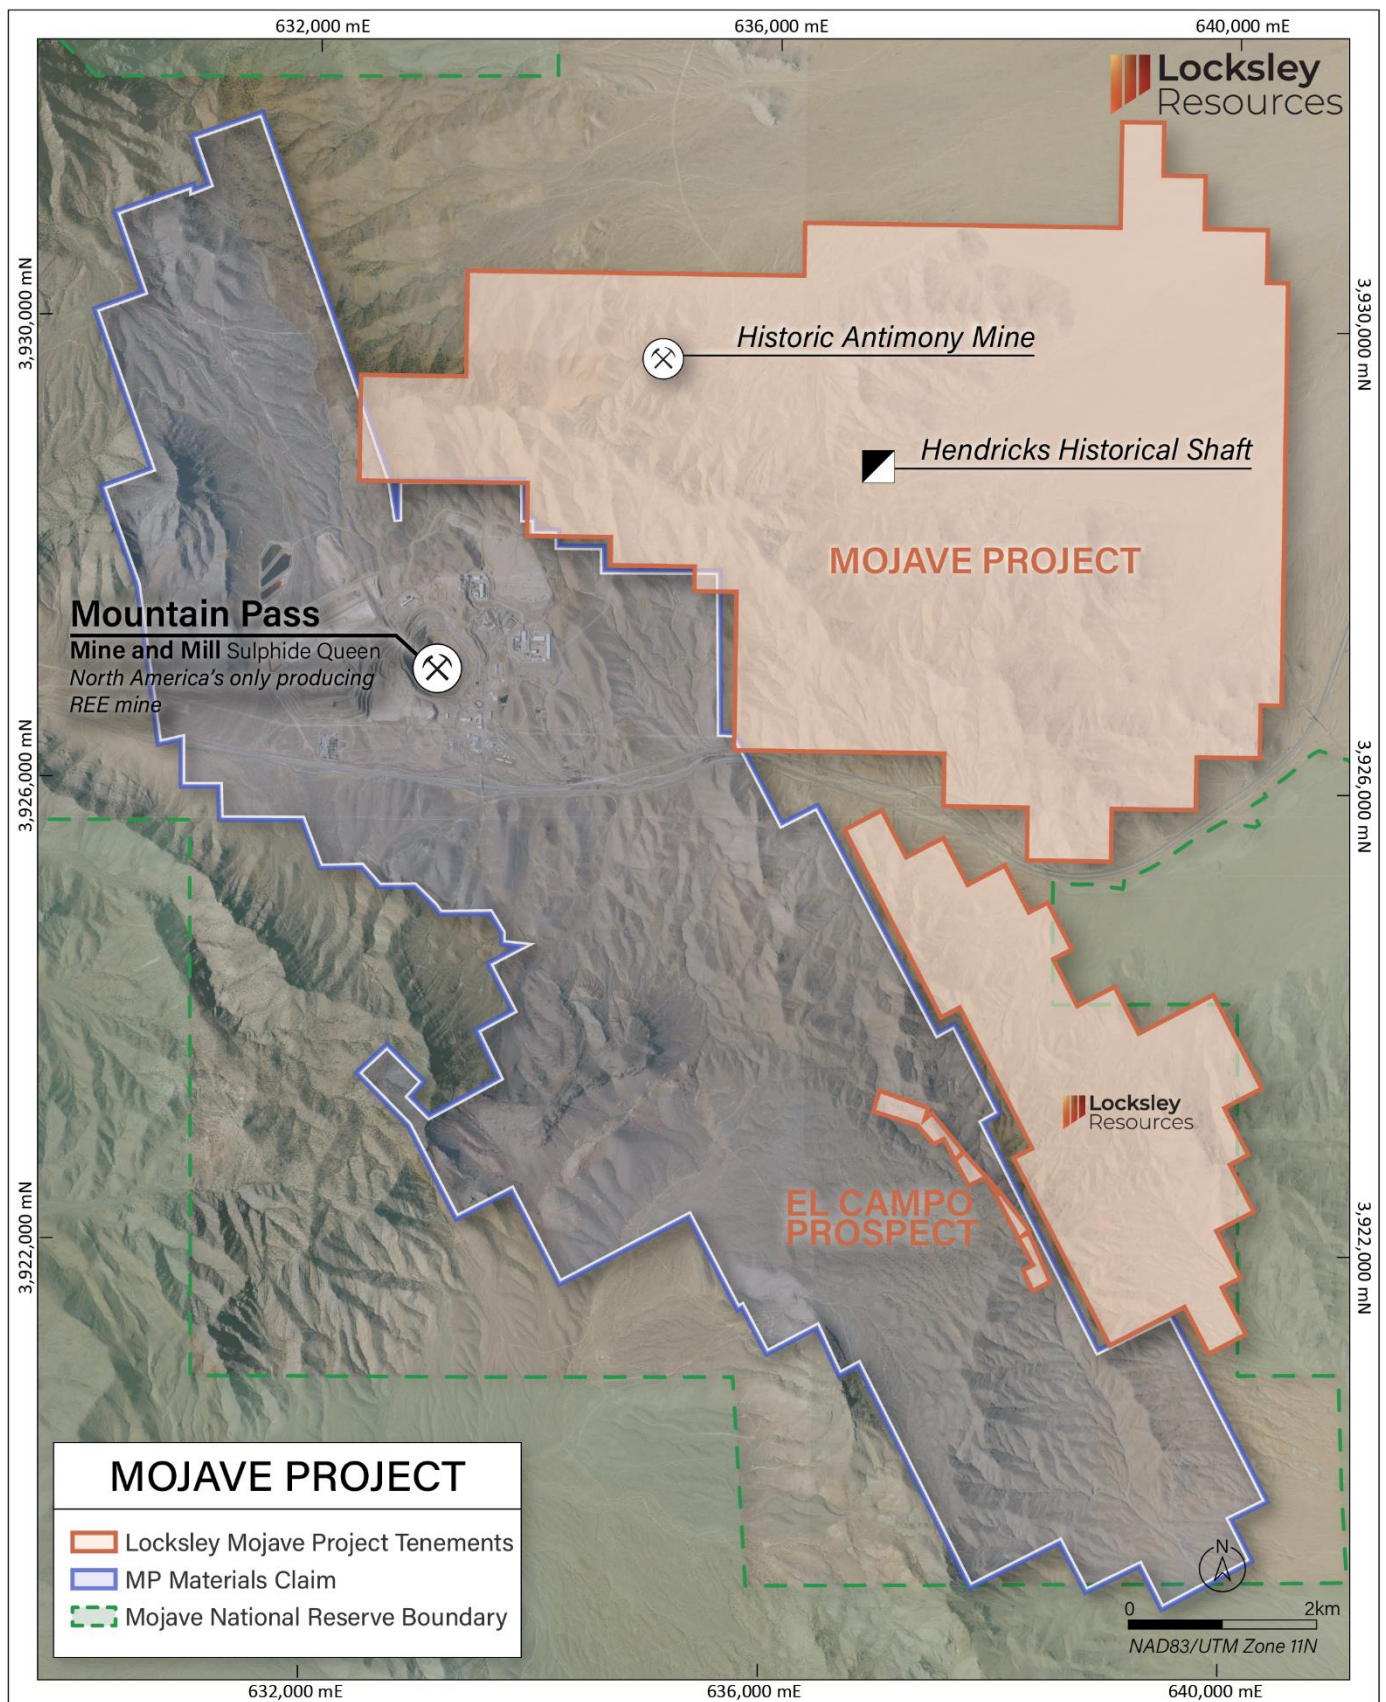 632,000 mE
636,000 mE
640,000 mE
Locksley
Resources
3,930,000 mN
3,930,000 mN
Historic Antimony Mine
Hendricks Historical Shaft
MOJAVE PROJECT
Mountain Pass
Mine and Mill Sulphide Queen
North America's only producing
REE mine
3,926,000 mN
3,926,000 mN
Locksley
Resources
EL CAMPO
PROSPECT
3,922,000 mN
3,922,000 mN
MOJAVE PROJECT
Locksley Mojave Project Tenements
MP Materials Claim
Mojave National Reserve Boundary
N
0 2km
NAD83/UTM Zone 11N
632,000 mE
636,000 mE
640,000 mE